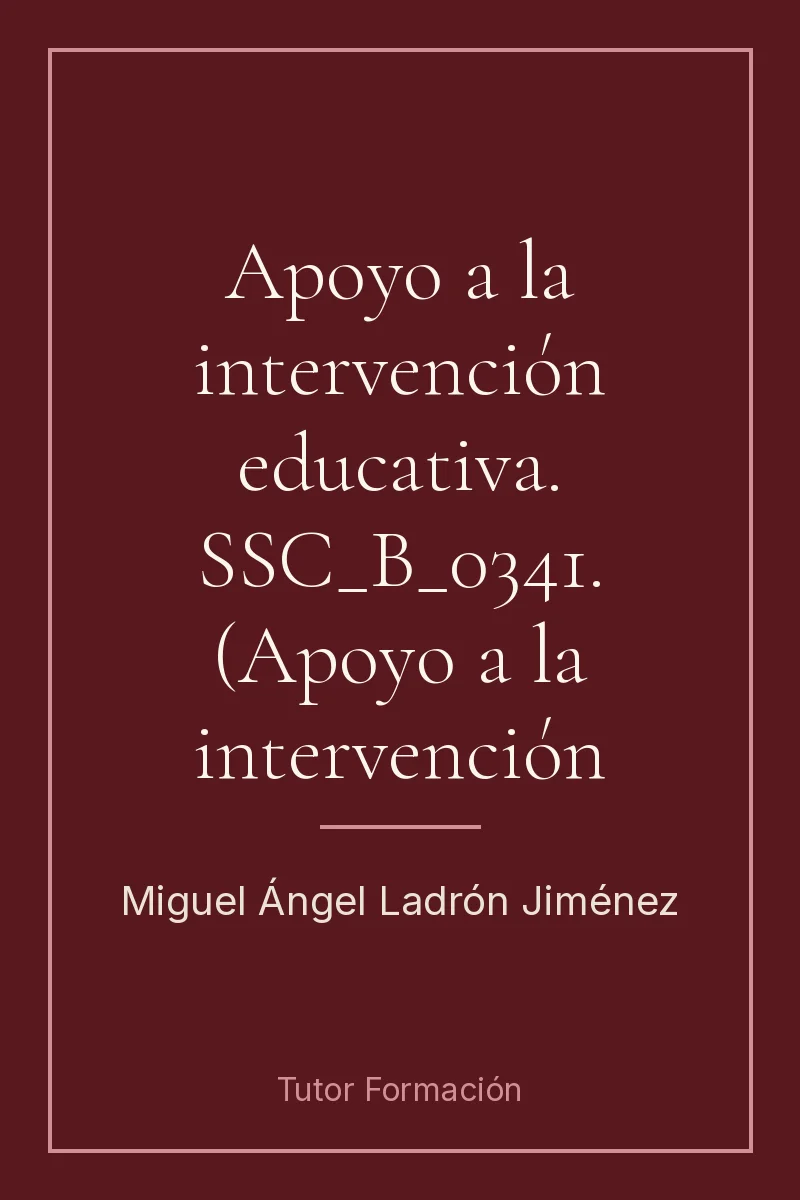 Apoyo a la
intervención
educativa.
SSC_B_0341.
(Apoyo a la
intervención
Miguel Ángel Ladrón Jiménez
Tutor Formación